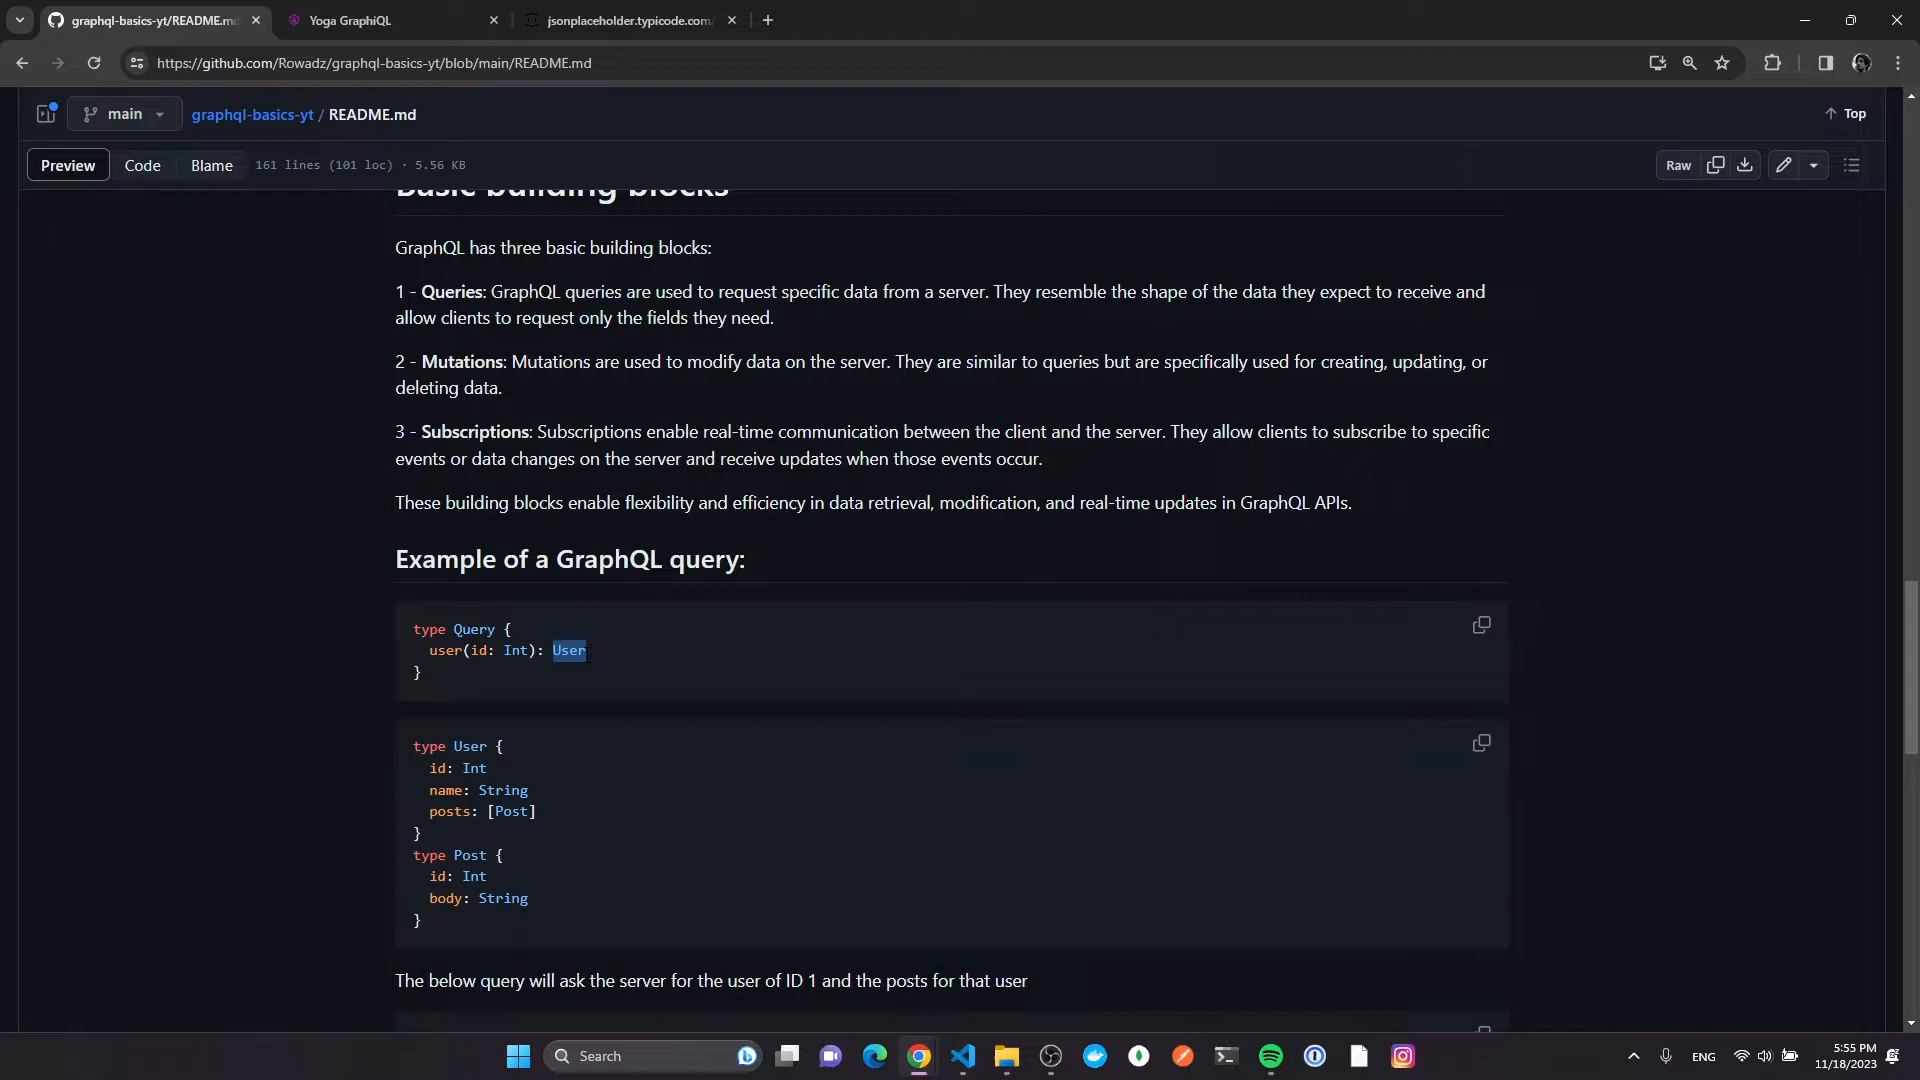 graphql-basics-yt/README.md
Yoga GraphiQL
jsonplaceholder.typicode.com/
https://github.com/Rowadz/graphql-basics-yt/blob/main/README.md
main
graphql-basics-yt / README.md
Top
Preview
Code
Blame
161 lines (101 loc) · 5.56 KB
Raw
Basic building blocks
GraphQL has three basic building blocks:
1 - Queries: GraphQL queries are used to request specific data from a server. They resemble the shape of the data they expect to receive and
allow clients to request only the fields they need.
2 - Mutations: Mutations are used to modify data on the server. They are similar to queries but are specifically used for creating, updating, or
deleting data.
3 - Subscriptions: Subscriptions enable real-time communication between the client and the server. They allow clients to subscribe to specific
events or data changes on the server and receive updates when those events occur.
These building blocks enable flexibility and efficiency in data retrieval, modification, and real-time updates in GraphQL APIs.
Example of a GraphQL query:
type Query {
user(id: Int): User
}
type User {
id: Int
name: String
posts: [Post]
}
type Post {
id: Int
body: String
}
The below query will ask the server for the user of ID 1 and the posts for that user
Search
ENG
5:55 PM
11/18/2023